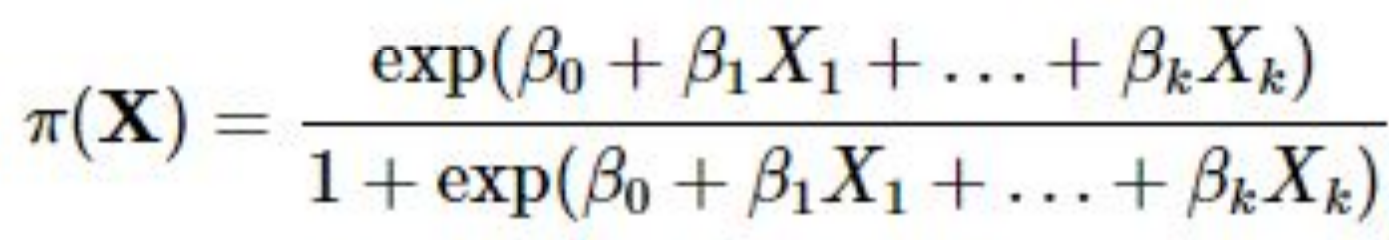 π(X) = exp(β₀ + β₁X₁ + … + βₖXₖ) / 1 + exp(β₀ + β₁X₁ + … + βₖXₖ)